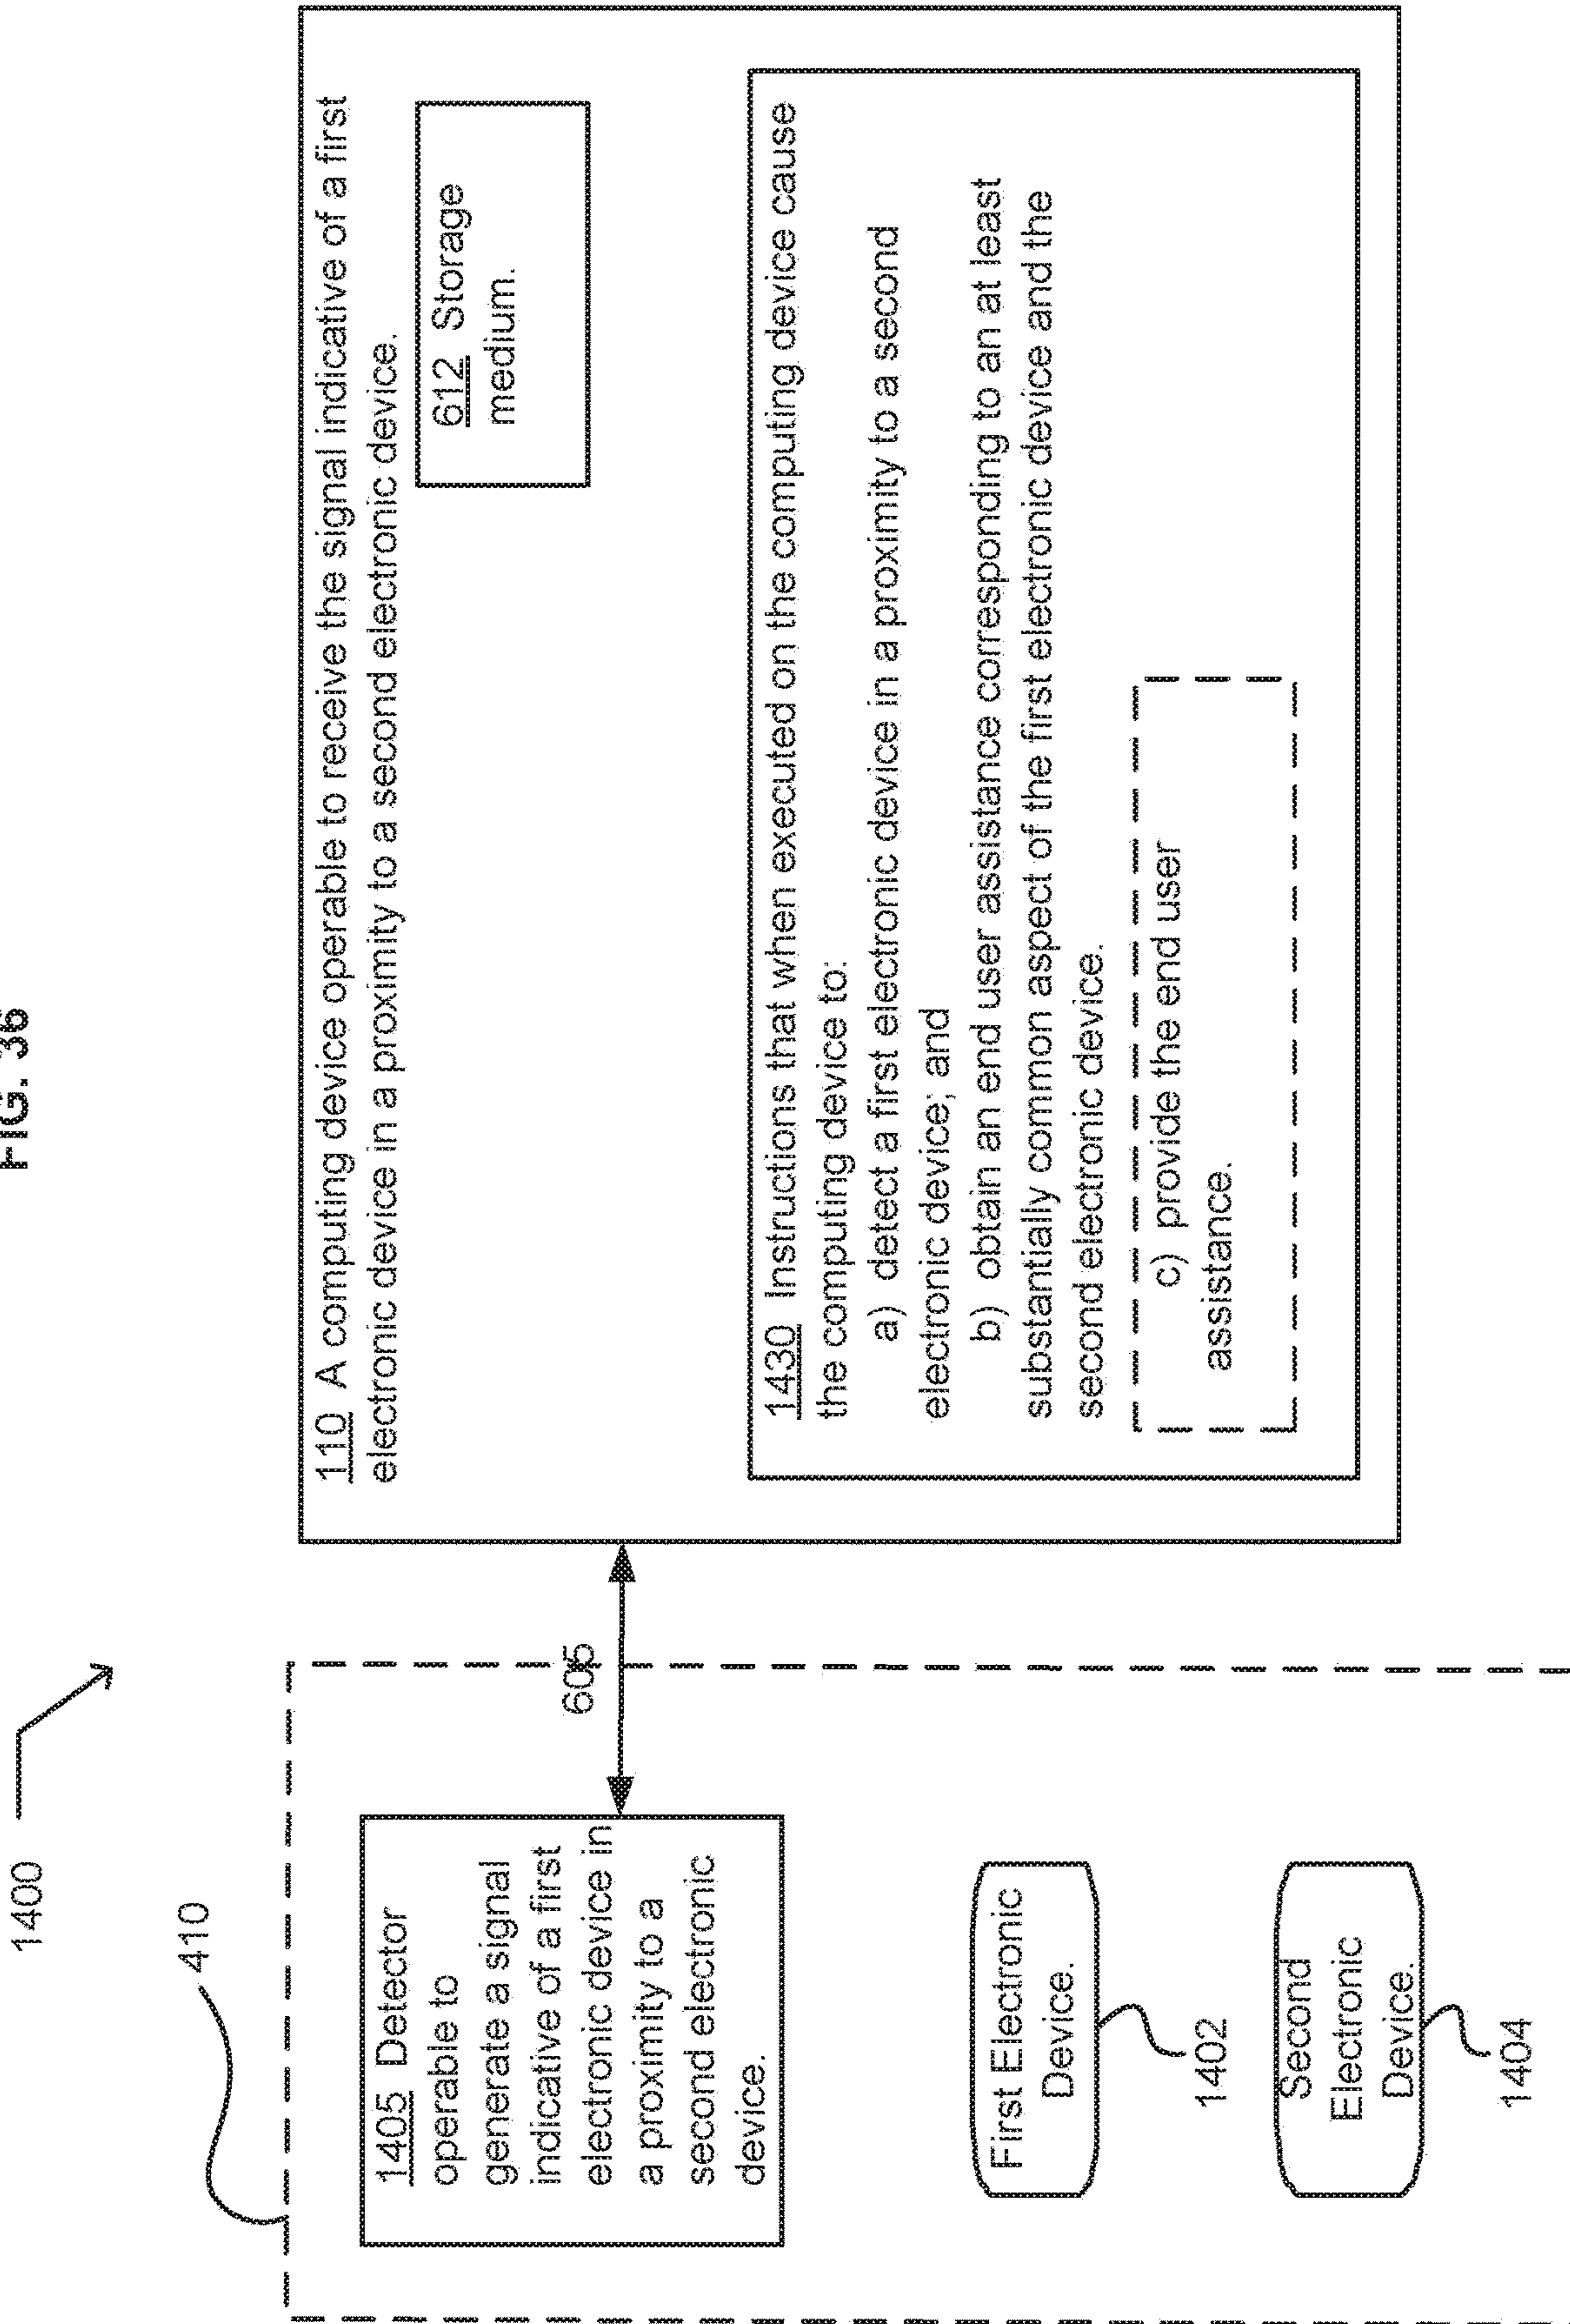 FIG. 36
1400
410
1405 Detector
operable to
generate a signal
indicative of a first
electronic device in
a proximity to a
second electronic
device.
605
First Electronic
Device.
1402
Second
Electronic
Device.
1404
110 A computing device operable to receive the signal indicative of a first
electronic device in a proximity to a second electronic device.
612 Storage
medium.
1430 Instructions that when executed on the computing device cause
the computing device to:
a) detect a first electronic device in a proximity to a second
electronic device; and
b) obtain an end user assistance corresponding to an at least
substantially common aspect of the first electronic device and the
second electronic device.
c) provide the end user
assistance.